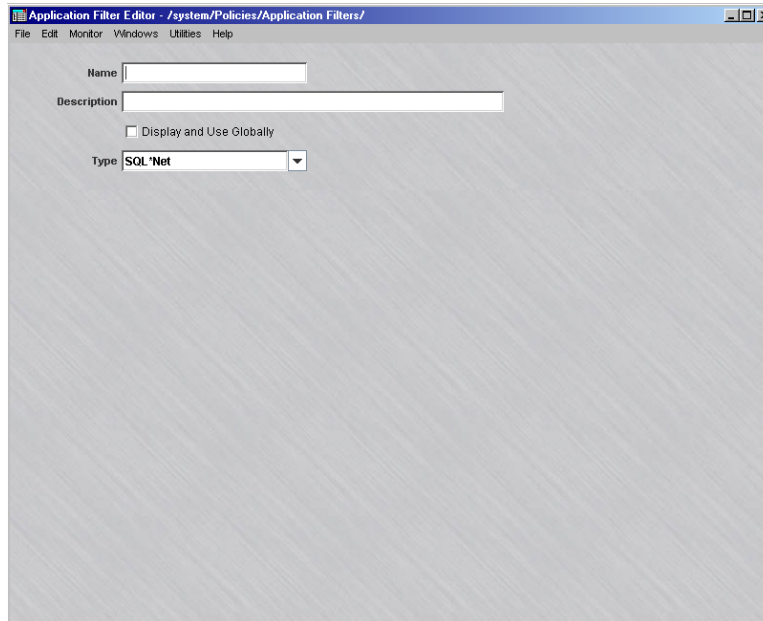 Application Filter Editor - /system/Policies/Application Filters/
File Edit Monitor Windows Utilities Help
Name
Description
Display and Use Globally
Type SQL*Net